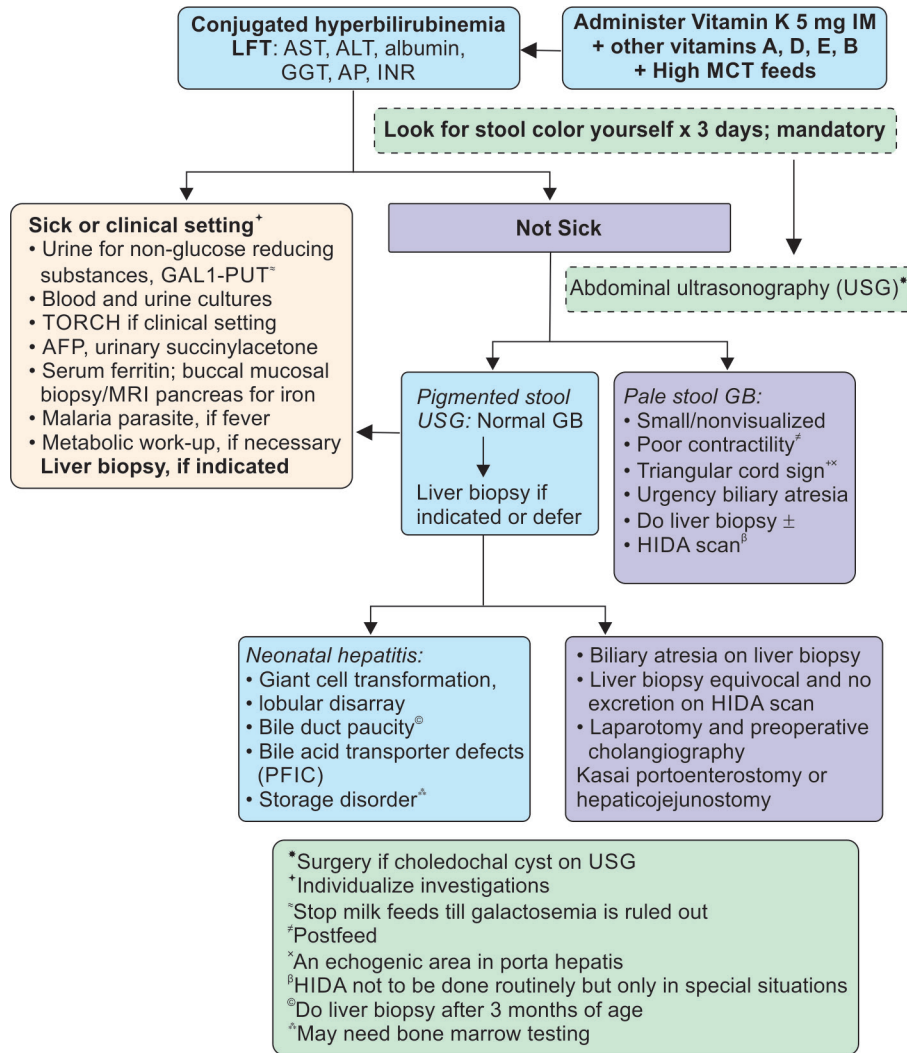 Conjugated hyperbilirubinemia
LFT: AST, ALT, albumin,
GGT, AP, INR
Administer Vitamin K 5 mg IM
+ other vitamins A, D, E, B
+ High MCT feeds
Look for stool color yourself x 3 days; mandatory
Sick or clinical setting⁺
• Urine for non-glucose reducing
substances, GAL1-PUT≈
• Blood and urine cultures
• TORCH if clinical setting
• AFP, urinary succinylacetone
• Serum ferritin; buccal mucosal
biopsy/MRI pancreas for iron
• Malaria parasite, if fever
• Metabolic work-up, if necessary
Liver biopsy, if indicated
Not Sick
Abdominal ultrasonography (USG)*
Pigmented stool
USG: Normal GB
Liver biopsy if
indicated or defer
Pale stool GB:
• Small/nonvisualized
• Poor contractility≠
• Triangular cord sign⁺ˣ
• Urgency biliary atresia
• Do liver biopsy ±
• HIDA scanᵝ
Neonatal hepatitis:
• Giant cell transformation,
• lobular disarray
• Bile duct paucity©
• Bile acid transporter defects
(PFIC)
• Storage disorder⁂
• Biliary atresia on liver biopsy
• Liver biopsy equivocal and no
excretion on HIDA scan
• Laparotomy and preoperative
cholangiography
Kasai portoenterostomy or
hepaticojejunostomy
*Surgery if choledochal cyst on USG
⁺Individualize investigations
≈Stop milk feeds till galactosemia is ruled out
≠Postfeed
ˣAn echogenic area in porta hepatis
ᵝHIDA not to be done routinely but only in special situations
©Do liver biopsy after 3 months of age
⁂May need bone marrow testing